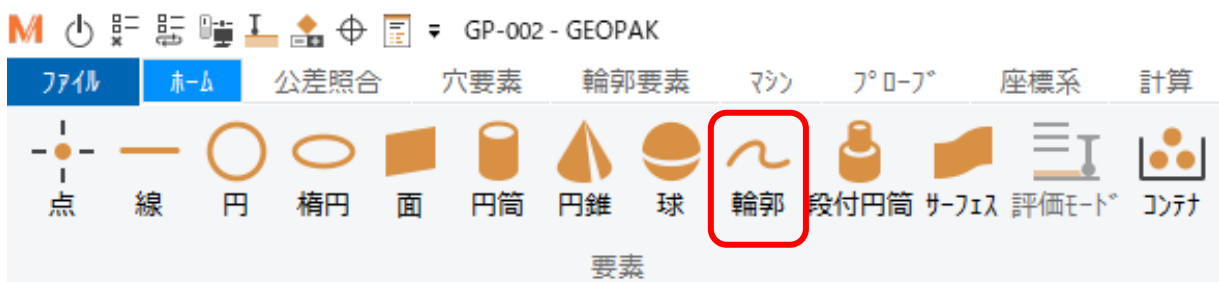 GP-002 - GEOPAK
ﾌｧｲﾙ ﾎｰﾑ 公差照合 穴要素 輪郭要素 ﾏｼﾝ ﾌﾟﾛｰﾌﾞ 座標系 計算
点 線 円 楕円 面 円筒 円錐 球 輪郭 段付円筒 ｻｰﾌｪｽ 評価ﾓｰﾄﾞ ｺﾝﾃﾅ
要素